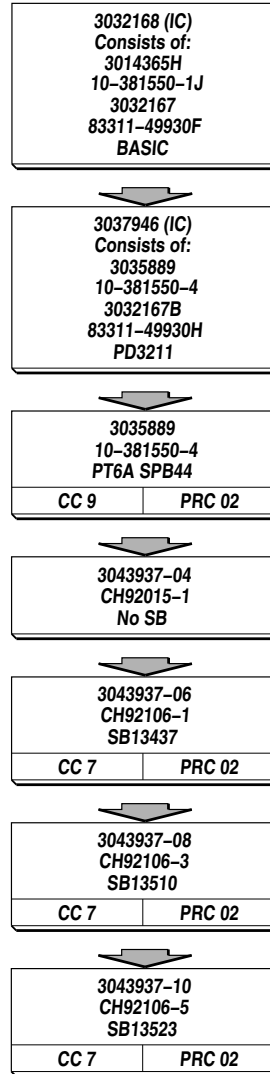 3032168 (IC)
Consists of:
3014365H
10–381550–1J
3032167
83311–49930F
BASIC
3037946 (IC)
Consists of:
3035889
10–381550–4
3032167B
83311–49930H
PD3211
3035889
10–381550–4
PT6A SPB44
CC 9 PRC 02
3043937–04
CH92015–1
No SB
3043937–06
CH92106–1
SB13437
CC 7 PRC 02
3043937–08
CH92106–3
SB13510
CC 7 PRC 02
3043937–10
CH92106–5
SB13523
CC 7 PRC 02